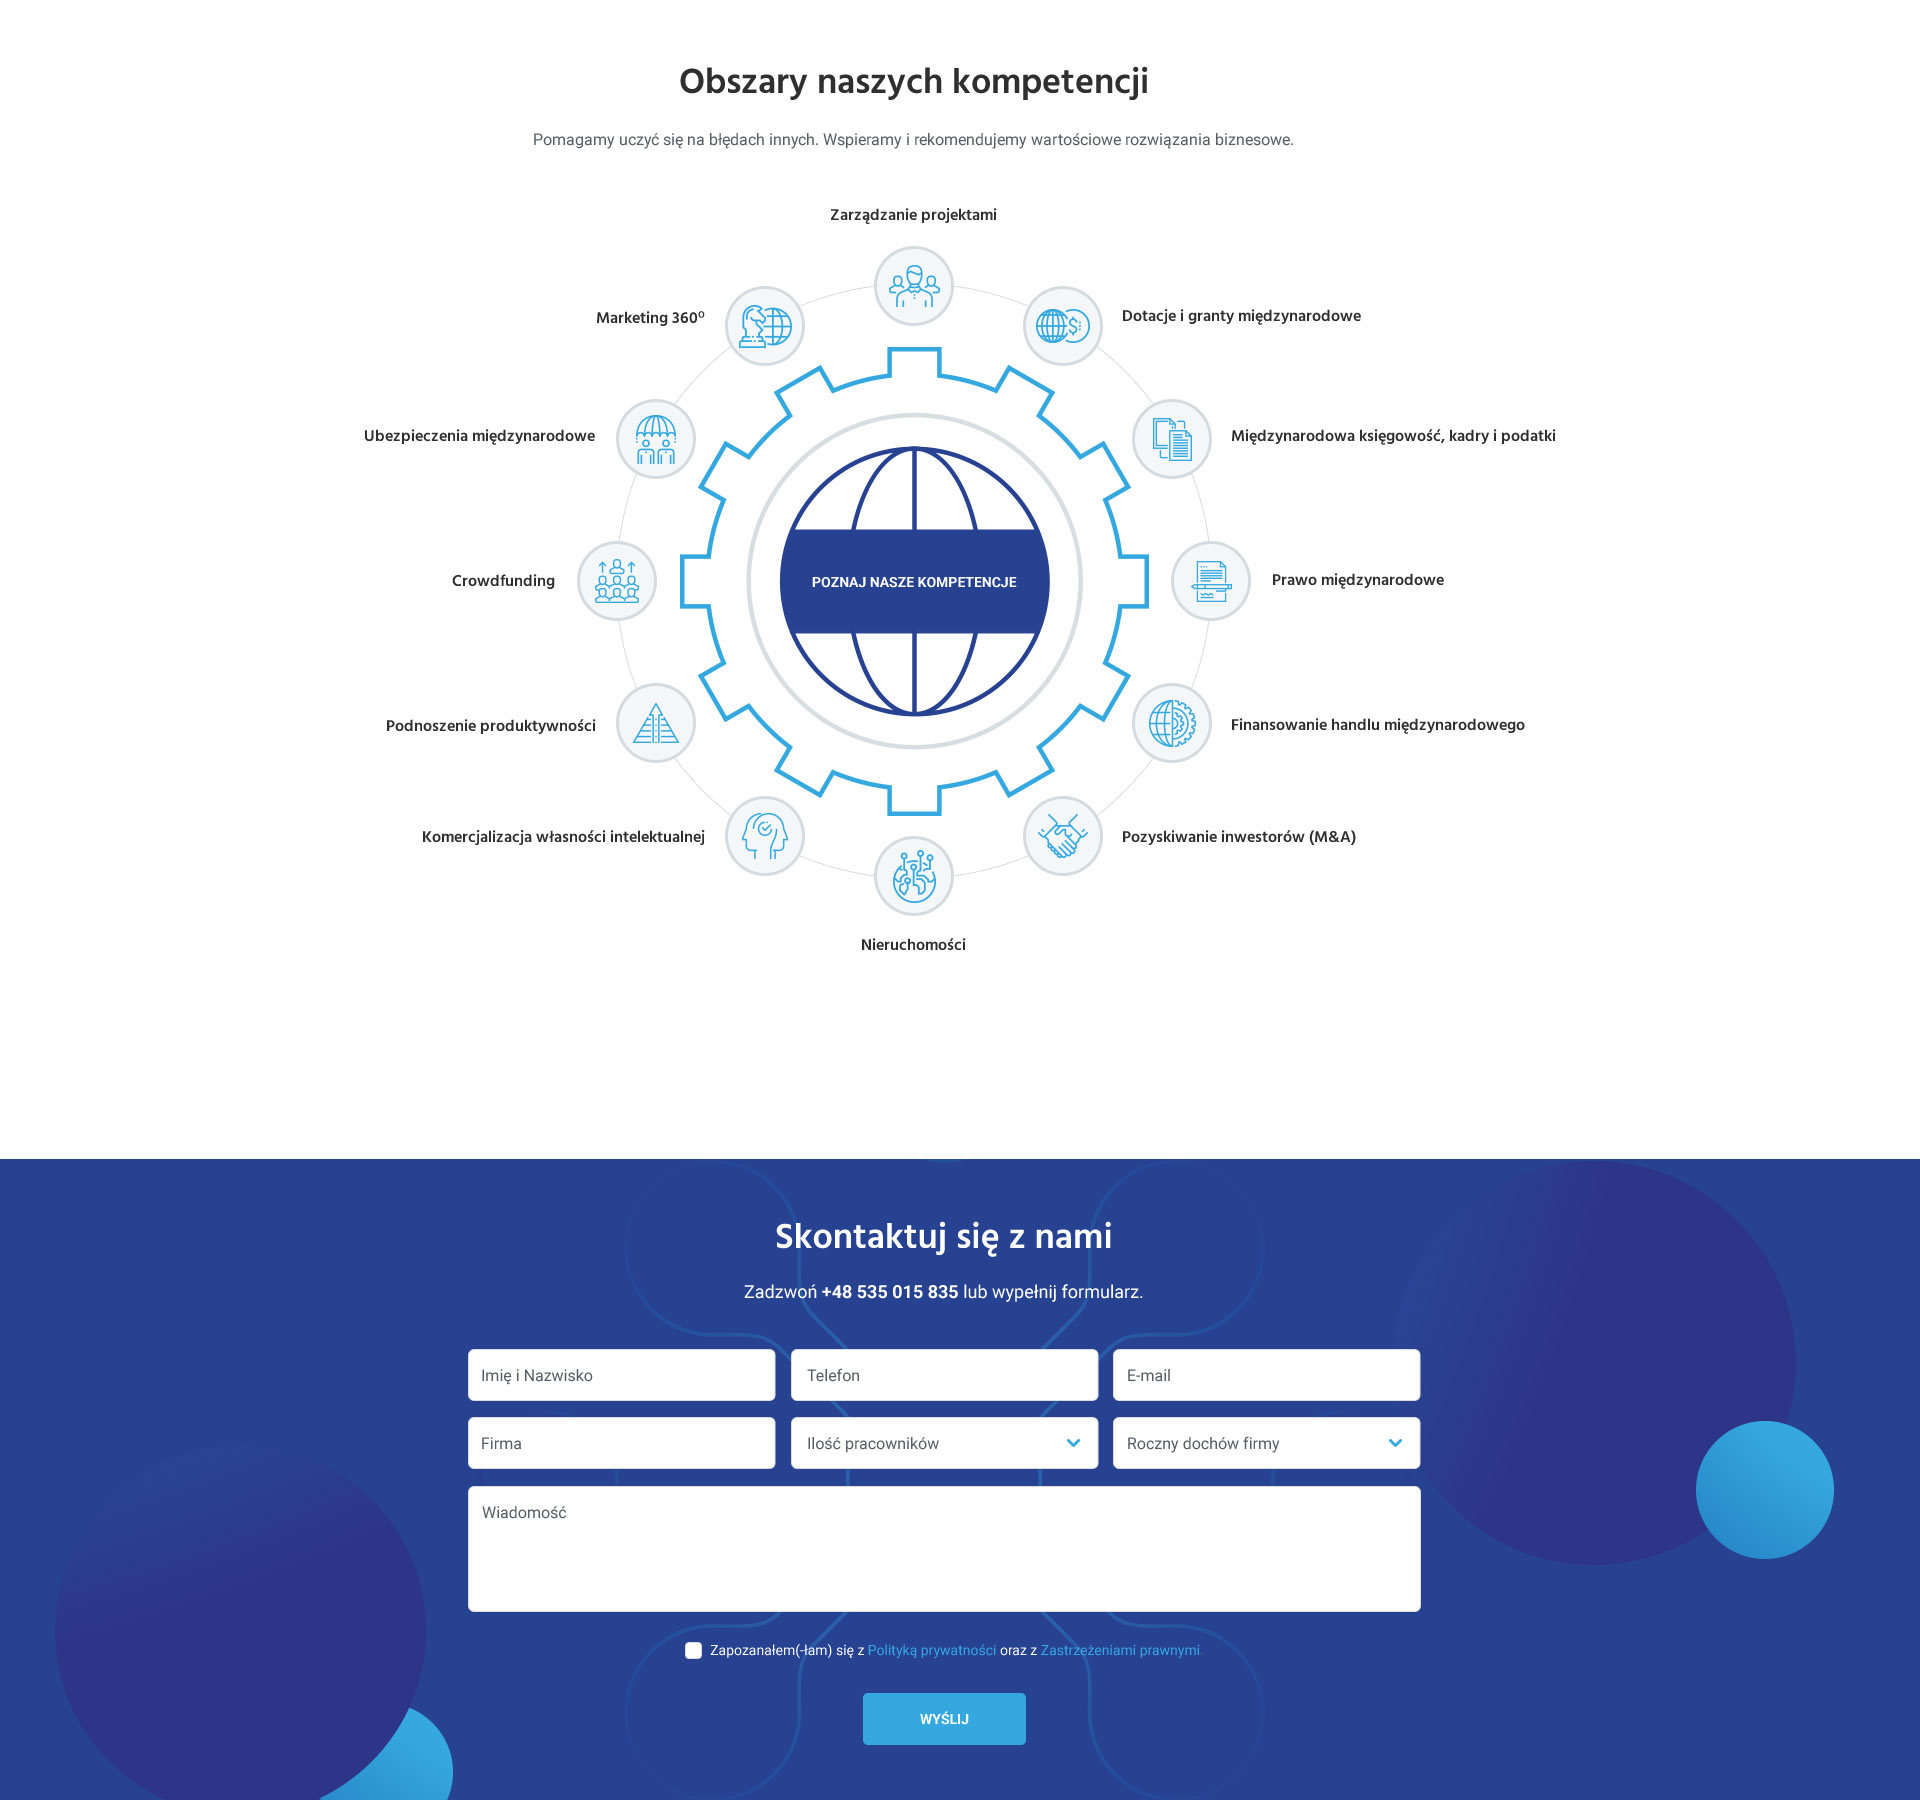 Obszary naszych kompetencji
Pomagamy uczyć się na błędach innych. Wspieramy i rekomendujemy wartościowe rozwiązania biznesowe.
Zarządzanie projektami
Marketing 360º
Dotacje i granty międzynarodowe
Ubezpieczenia międzynarodowe
Międzynarodowa księgowość, kadry i podatki
Crowdfunding
POZNAJ NASZE KOMPETENCJE
Prawo międzynarodowe
Podnoszenie produktywności
Finansowanie handlu międzynarodowego
Komercjalizacja własności intelektualnej
Pozyskiwanie inwestorów (M&A)
Nieruchomości
Skontaktuj się z nami
Zadzwoń +48 535 015 835 lub wypełnij formularz.
Imię i Nazwisko
Telefon
E-mail
Firma
Ilość pracowników
Roczny dochów firmy
Wiadomość
Zapozanałem(-łam) się z Polityką prywatności oraz z Zastrzeżeniami prawnymi.
WYŚLIJ